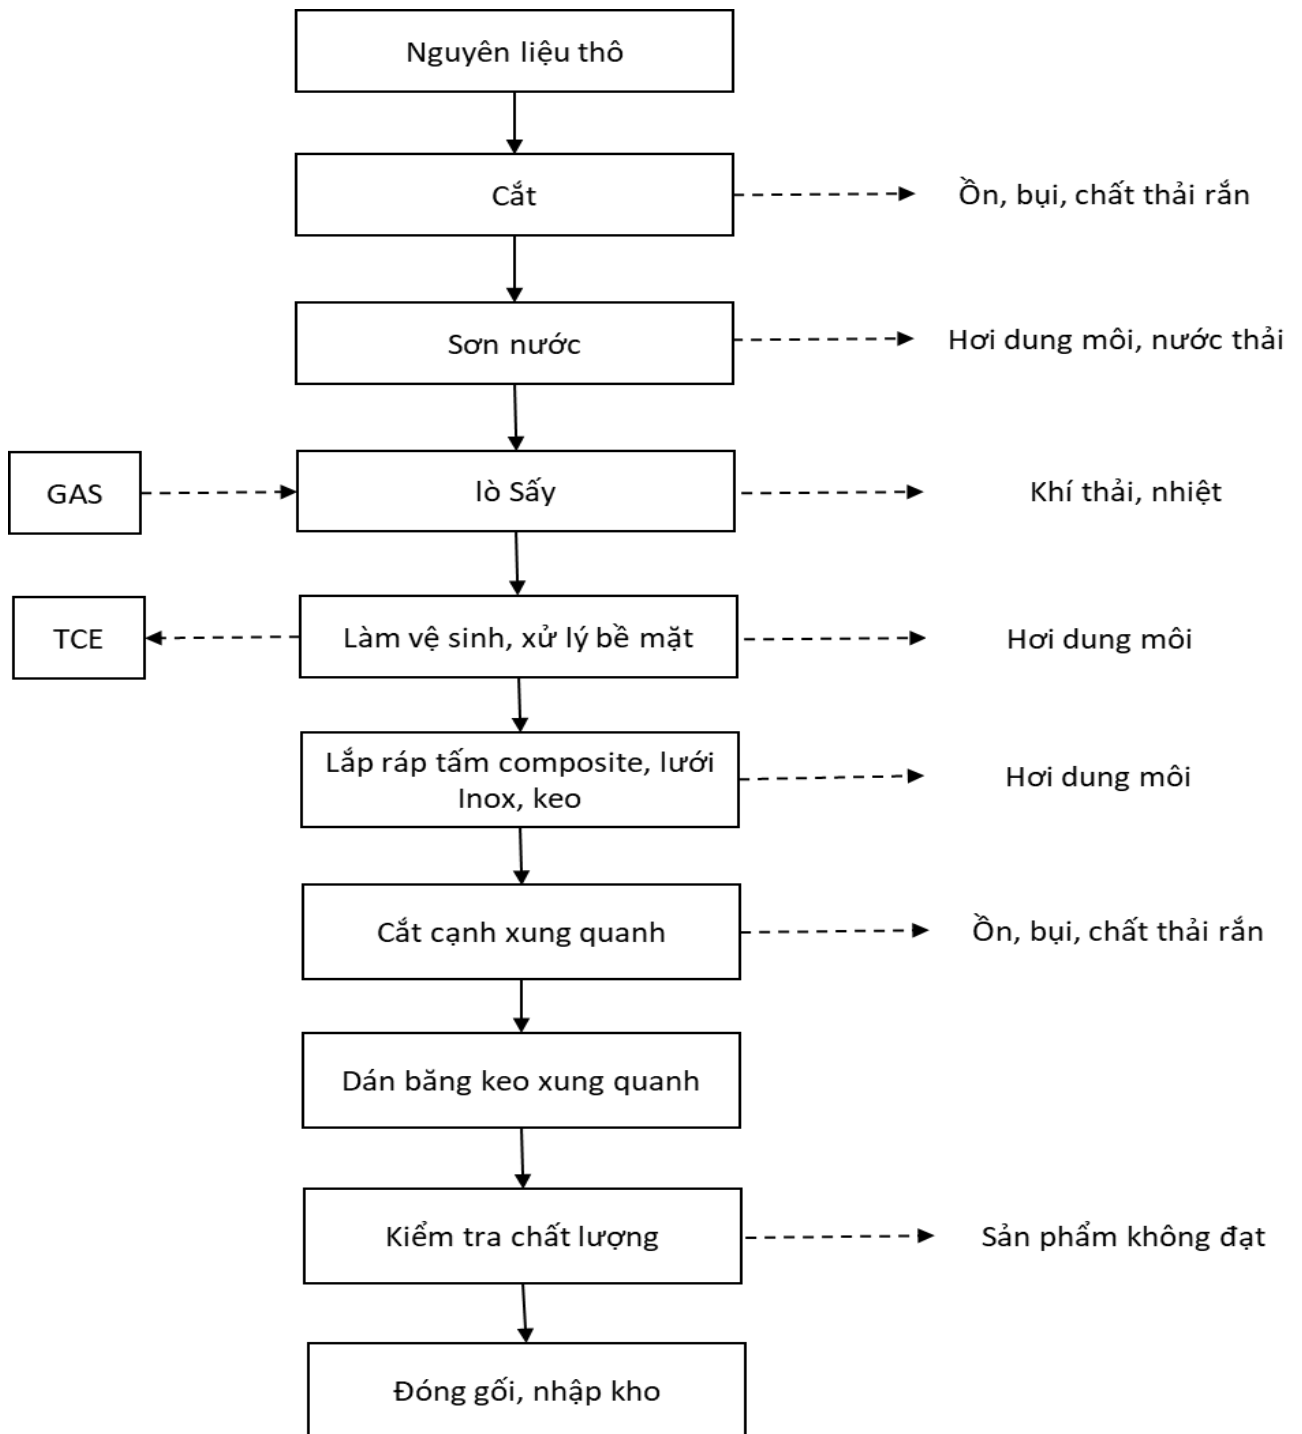 Nguyên liệu thô
Cắt
Ồn, bụi, chất thải rắn
Sơn nước
Hơi dung môi, nước thải
GAS
lò Sấy
Khí thải, nhiệt
TCE
Làm vệ sinh, xử lý bề mặt
Hơi dung môi
Lắp ráp tấm composite, lưới
Inox, keo
Hơi dung môi
Cắt cạnh xung quanh
Ồn, bụi, chất thải rắn
Dán băng keo xung quanh
Kiểm tra chất lượng
Sản phẩm không đạt
Đóng gối, nhập kho